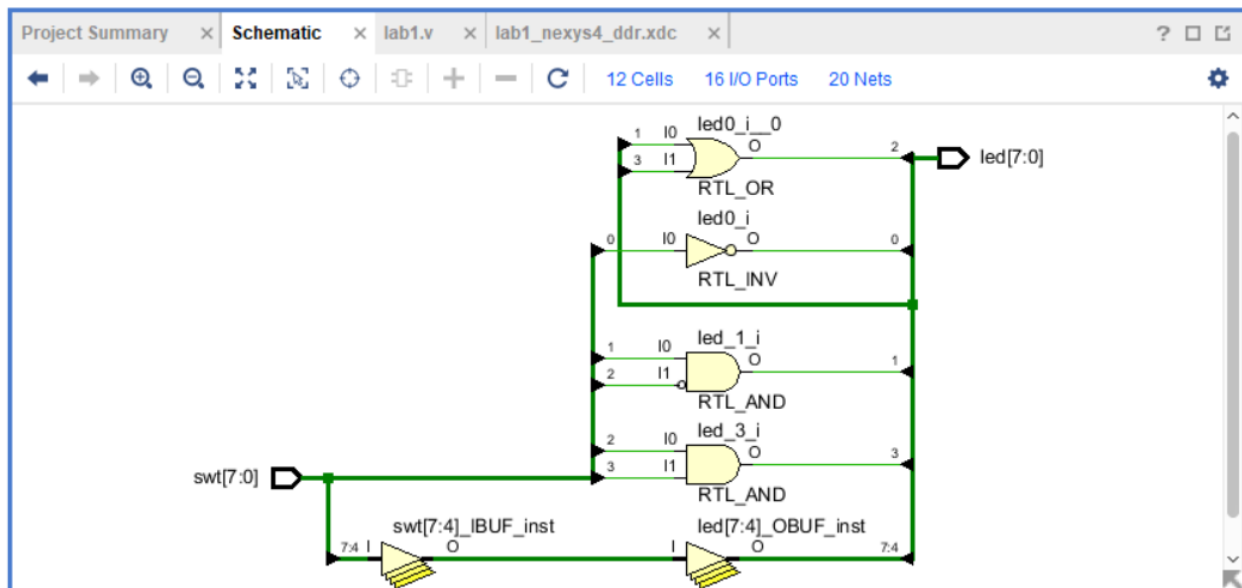 Project Summary × Schematic × lab1.v × lab1_nexys4_ddr.xdc × ?
12 Cells 16 I/O Ports 20 Nets
led0_i__0
1 I0 O 2 led[7:0]
3 I1
RTL_OR
led0_i
0 I0 O 0
RTL_INV
led_1_i
1 I0 O 1
2 I1
RTL_AND
led_3_i
2 I0 O 3
3 I1
swt[7:0]
RTL_AND
swt[7:4]_IBUF_inst led[7:4]_OBUF_inst
7:4 I O I O 7:4